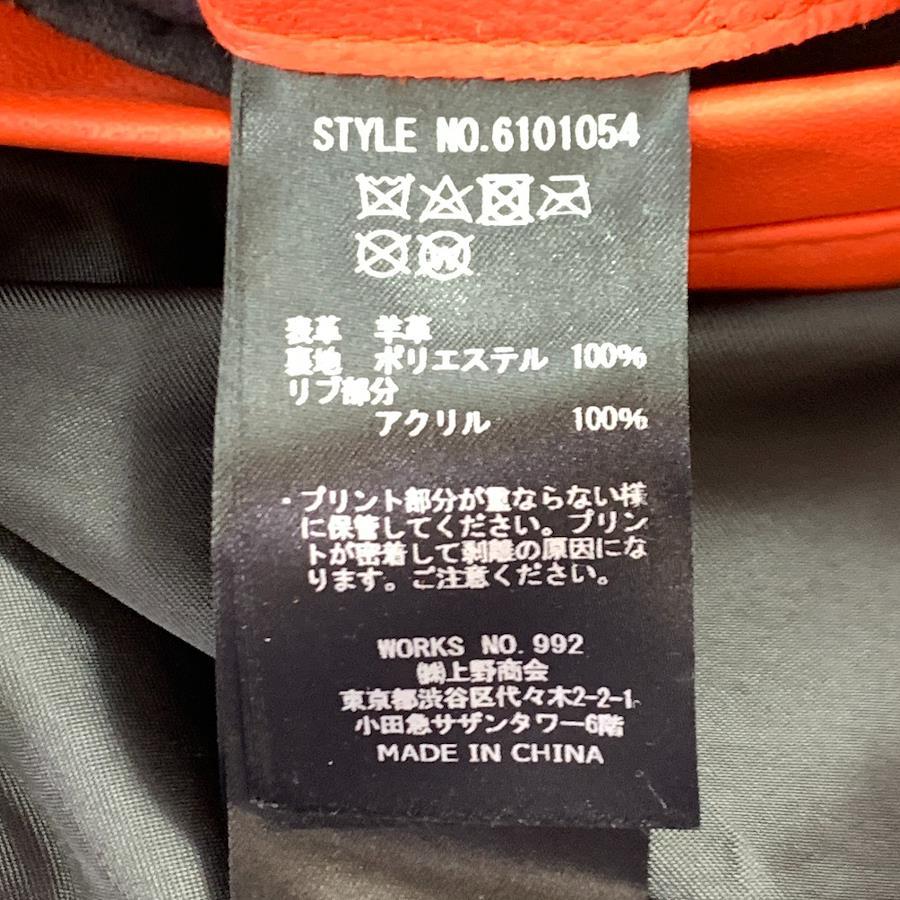 STYLE NO.6101054
W
表革 羊革
裏地 ポリエステル 100%
リブ部分
アクリル 100%
・プリント部分が重ならない様
に保管してください。プリン
トが密着して剥離の原因にな
ります。ご注意ください。
WORKS NO. 992
㈱上野商会
東京都渋谷区代々木2-2-1
小田急サザンタワー6階
MADE IN CHINA